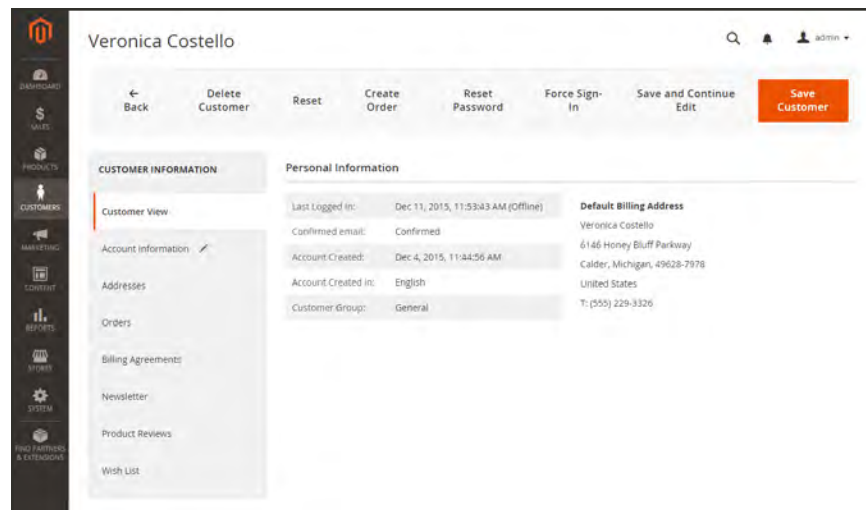 Veronica Costello
admin
← Back
Delete Customer
Reset
Create Order
Reset Password
Force Sign-In
Save and Continue Edit
Save Customer
DASHBOARD
SALES
PRODUCTS
CUSTOMERS
MARKETING
CONTENT
REPORTS
STORES
SYSTEM
FIND PARTNERS
& EXTENSIONS
CUSTOMER INFORMATION
Customer View
Account Information
Addresses
Orders
Billing Agreements
Newsletter
Product Reviews
Wish List
Personal Information
Last Logged In: Dec 11, 2015, 11:53:43 AM (Offline)
Confirmed email: Confirmed
Account Created: Dec 4, 2015, 11:44:56 AM
Account Created in: English
Customer Group: General
Default Billing Address
Veronica Costello
6146 Honey Bluff Parkway
Calder, Michigan, 49628-7978
United States
T: (555) 229-3326